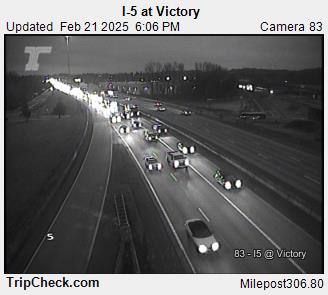 I-5 at Victory
Updated  Feb 21 2025  6:06 PM
Camera 83
T
S
83 - I5 @ Victory
TripCheck.com
Milepost306.80